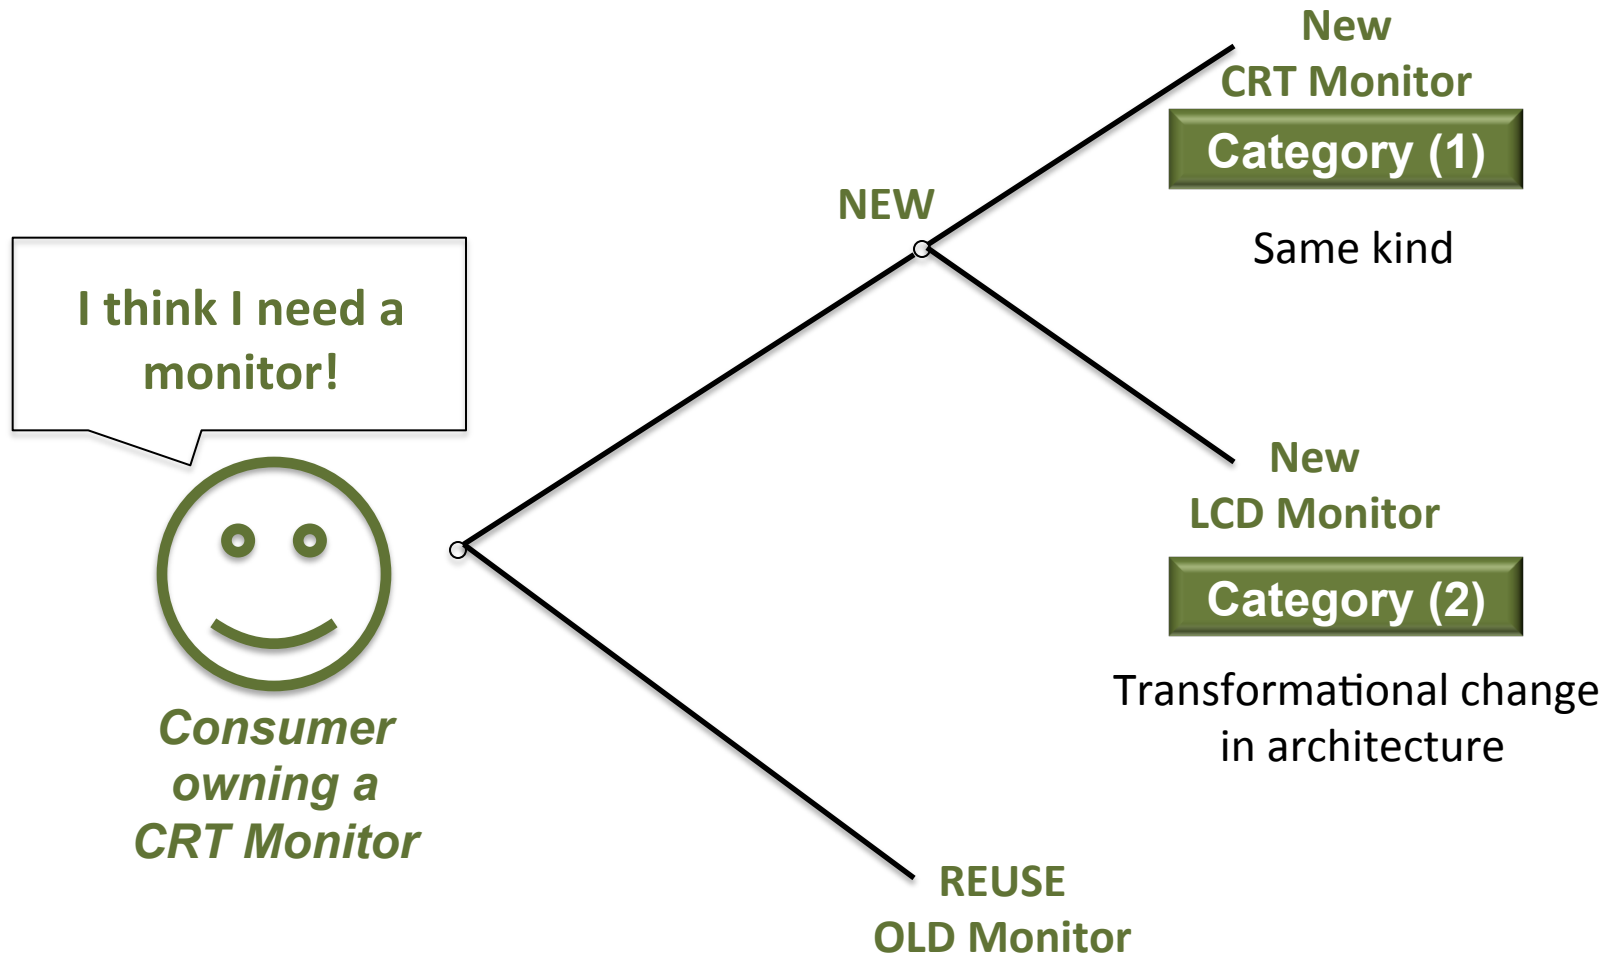 I think I need a
monitor!
Consumer
owning a
CRT Monitor
NEW
New
CRT Monitor
Category (1)
Same kind
New
LCD Monitor
Category (2)
Transformational change
in architecture
REUSE
OLD Monitor